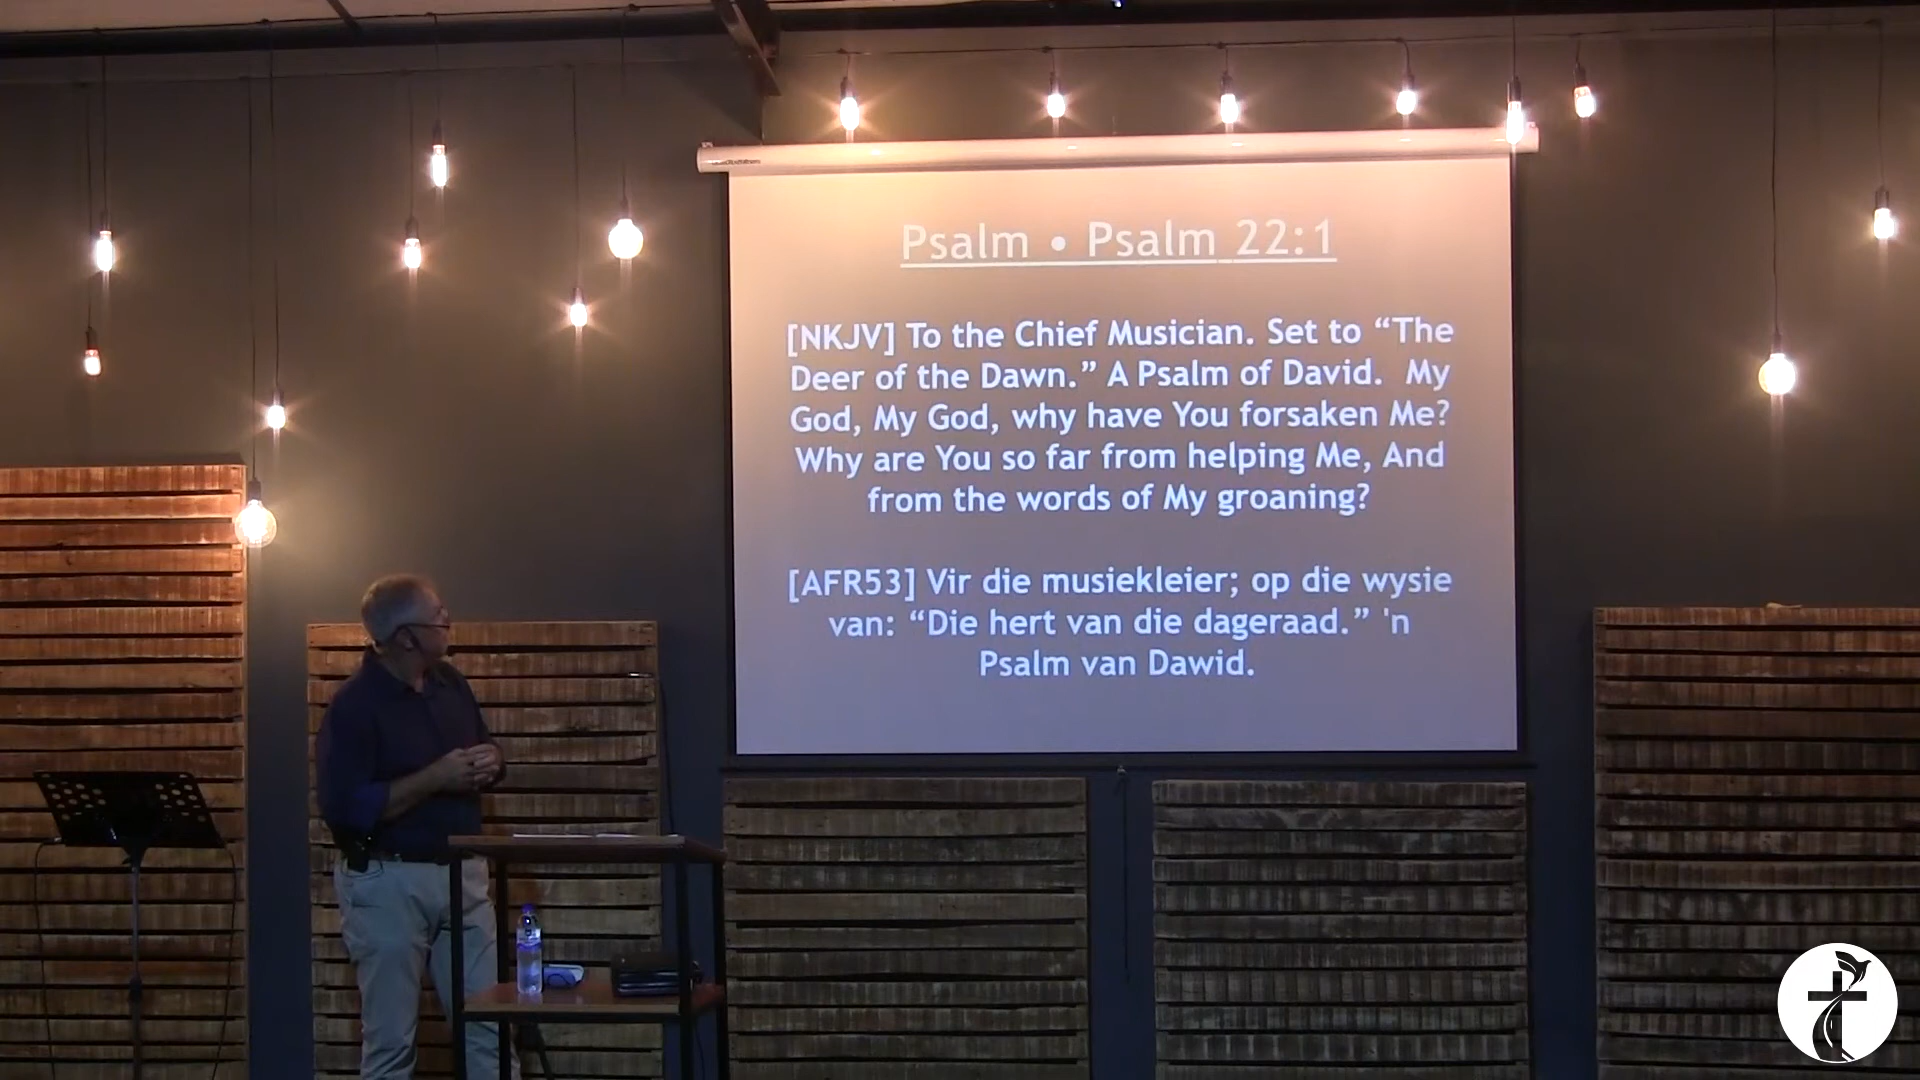 Psalm • Psalm 22:1
[NKJV] To the Chief Musician. Set to “The
Deer of the Dawn.” A Psalm of David. My
God, My God, why have You forsaken Me?
Why are You so far from helping Me, And
from the words of My groaning?
[AFR53] Vir die musiekleier; op die wysie
van: “Die hert van die dageraad.” 'n
Psalm van Dawid.